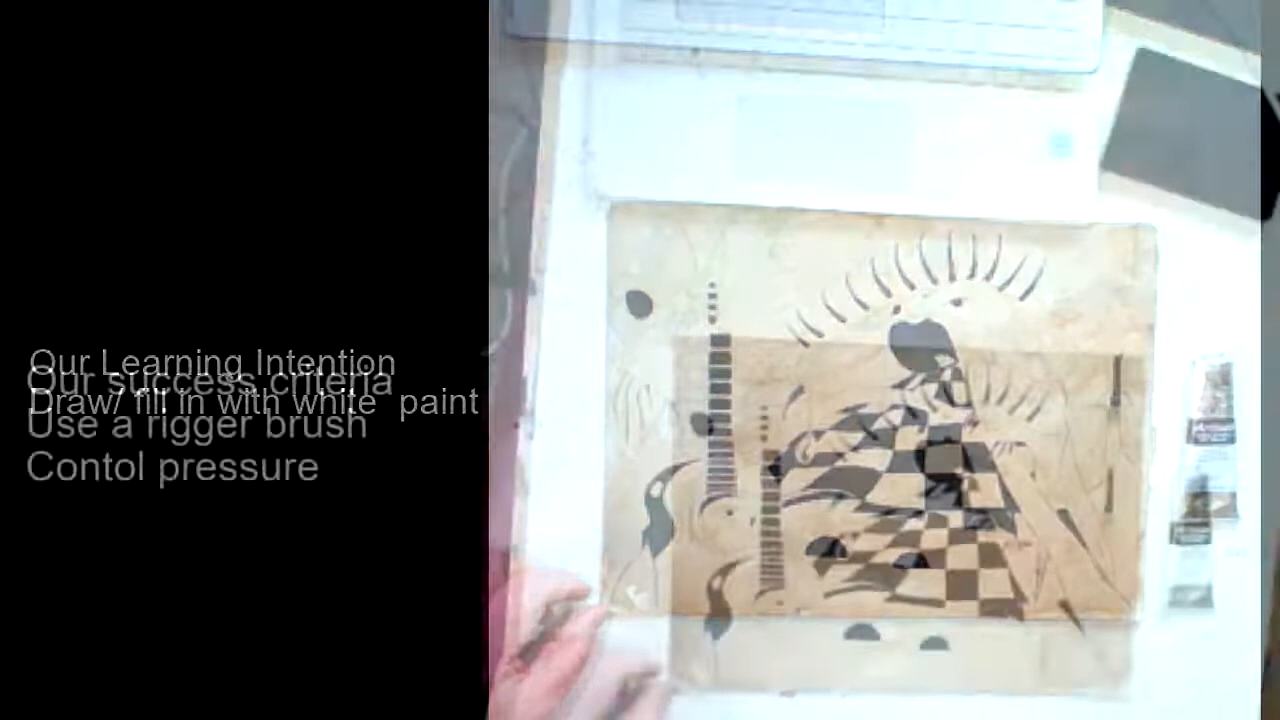 Our Learning Intention
Our success criteria
Draw/ fill in with white paint
Use a rigger brush
Contol pressure